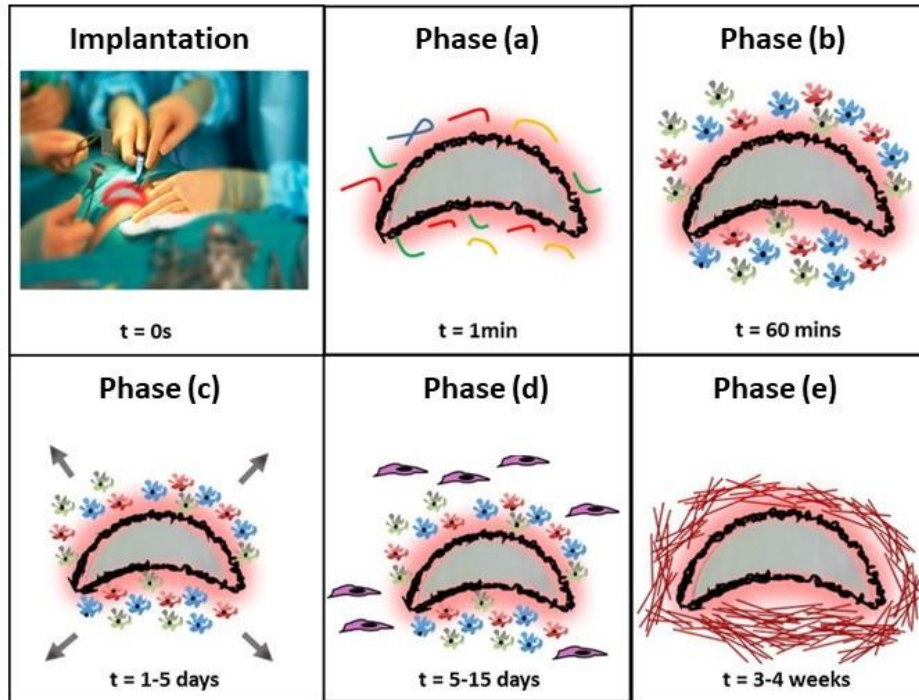 Implantation
t = 0s
Phase (a)
t = 1min
Phase (b)
t = 60 mins
Phase (c)
t = 1-5 days
Phase (d)
t = 5-15 days
Phase (e)
t = 3-4 weeks